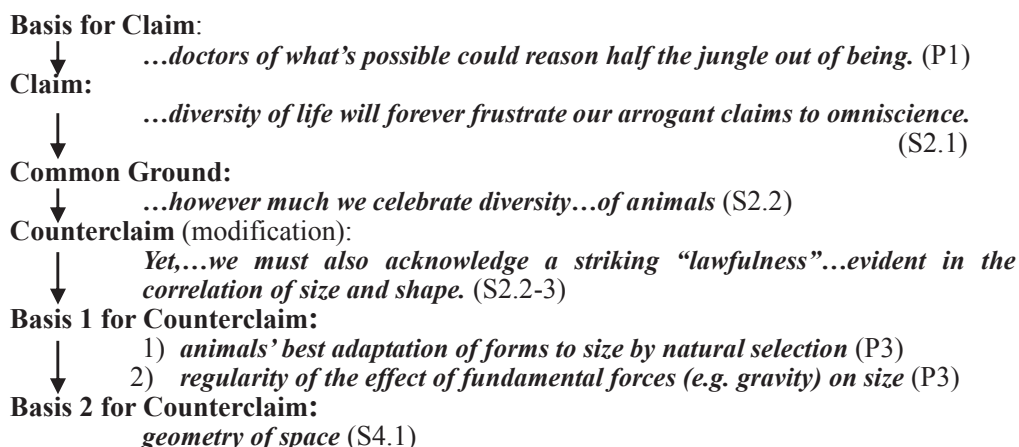 Basis for Claim:
…doctors of what’s possible could reason half the jungle out of being. (P1)
Claim:
…diversity of life will forever frustrate our arrogant claims to omniscience.
(S2.1)
Common Ground:
…however much we celebrate diversity…of animals (S2.2)
Counterclaim (modification):
Yet,…we must also acknowledge a striking “lawfulness”…evident in the
correlation of size and shape. (S2.2-3)
Basis 1 for Counterclaim:
1) animals’ best adaptation of forms to size by natural selection (P3)
2) regularity of the effect of fundamental forces (e.g. gravity) on size (P3)
Basis 2 for Counterclaim:
geometry of space (S4.1)